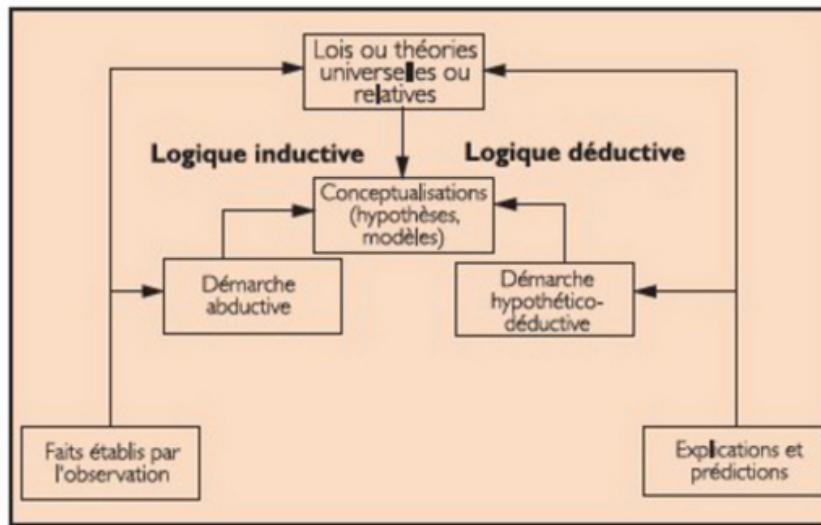 Lois ou théories
universelles ou
relatives
Logique inductive
Logique déductive
Conceptualisations
(hypothèses,
modèles)
Démarche
abductive
Démarche
hypothético-
déductive
Faits établis par
l'observation
Explications et
prédictions